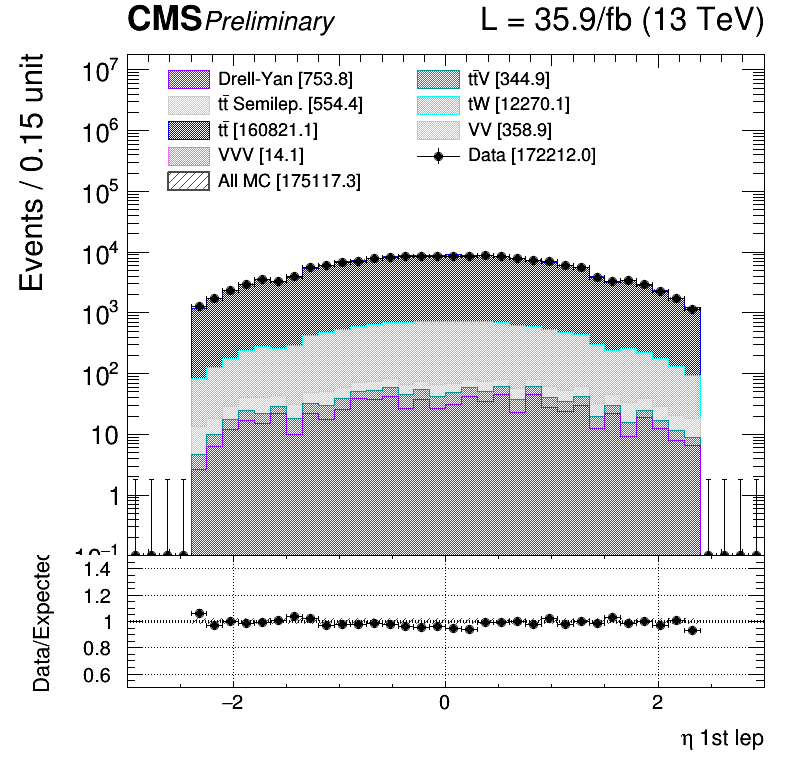 CMS Preliminary L = 35.9/fb (13 TeV)
Events / 0.15 unit
10⁷
10⁶
10⁵
10⁴
10³
10²
10
1
10⁻¹
Drell-Yan [753.8]
tt̄ Semilep. [554.4]
tt̄ [160821.1]
VVV [14.1]
All MC [175117.3]
tt̄V [344.9]
tW [12270.1]
VV [358.9]
Data [172212.0]
Data/Expected
1.4
1.2
1
0.8
0.6
−2 0 2
η 1st lep